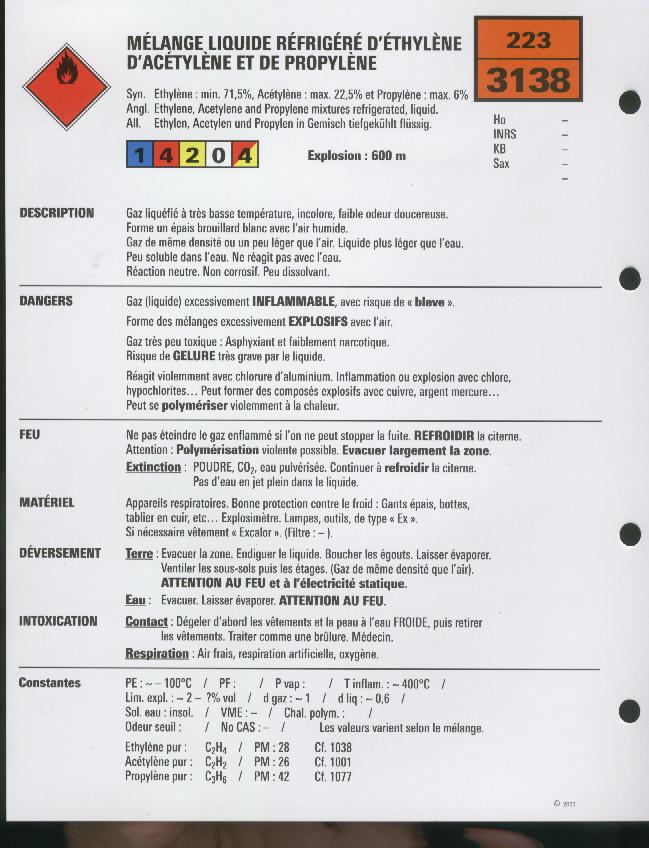 MÉLANGE LIQUIDE RÉFRIGÉRÉ D'ÉTHYLÈNE
D'ACÉTYLÈNE ET DE PROPYLÈNE
223
3138
Syn. Ethylène : min. 71,5%, Acétylène : max. 22,5% et Propylène : max. 6%
Angl. Ethylene, Acetylene and Propylene mixtures refrigerated, liquid.
All. Ethylen, Acetylen und Propylen in Gemisch tiefgekühlt flüssig.
Ho –
INRS –
KB –
Sax –
–
1 4 2 0 4
Explosion : 600 m
DESCRIPTION Gaz liquéfié à très basse température, incolore, faible odeur doucereuse.
Forme un épais brouillard blanc avec l'air humide.
Gaz de même densité ou un peu léger que l'air. Liquide plus léger que l'eau.
Peu soluble dans l'eau. Ne réagit pas avec l'eau.
Réaction neutre. Non corrosif. Peu dissolvant.
DANGERS Gaz (liquide) excessivement INFLAMMABLE, avec risque de « bleve ».
Forme des mélanges excessivement EXPLOSIFS avec l'air.
Gaz très peu toxique : Asphyxiant et faiblement narcotique.
Risque de GELURE très grave par le liquide.
Réagit violemment avec chlorure d'aluminium. Inflammation ou explosion avec chlore,
hypochlorites... Peut former des composés explosifs avec cuivre, argent mercure...
Peut se polymériser violemment à la chaleur.
FEU Ne pas éteindre le gaz enflammé si l'on ne peut stopper la fuite. REFROIDIR la citerne.
Attention : Polymérisation violente possible. Evacuer largement la zone.
Extinction : POUDRE, CO₂, eau pulvérisée. Continuer à refroidir la citerne.
Pas d'eau en jet plein dans le liquide.
MATÉRIEL Appareils respiratoires. Bonne protection contre le froid : Gants épais, bottes,
tablier en cuir, etc... Explosimètre. Lampes, outils, de type « Ex ».
Si nécessaire vêtement « Excalor ». (Filtre : – ).
DÉVERSEMENT Terre : Evacuer la zone. Endiguer le liquide. Boucher les égouts. Laisser évaporer.
Ventiler les sous-sols puis les étages. (Gaz de même densité que l'air).
ATTENTION AU FEU et à l'électricité statique.
Eau : Evacuer. Laisser évaporer. ATTENTION AU FEU.
INTOXICATION Contact : Dégeler d'abord les vêtements et la peau à l'eau FROIDE, puis retirer
les vêtements. Traiter comme une brûlure. Médecin.
Respiration : Air frais, respiration artificielle, oxygène.
Constantes PE : ~ – 100°C / PF : / P vap : / T inflam. : ~ 400°C /
Lim. expl. : ~ 2 – ?% vol / d gaz : ~ 1 / d liq : ~ 0,6 /
Sol. eau : insol. / VME : – / Chal. polym. : /
Odeur seuil : / No CAS : – / Les valeurs varient selon le mélange.
Ethylène pur : C₂H₄ / PM : 28 Cf. 1038
Acétylène pur : C₂H₂ / PM : 26 Cf. 1001
Propylène pur : C₃H₆ / PM : 42 Cf. 1077
© 2003